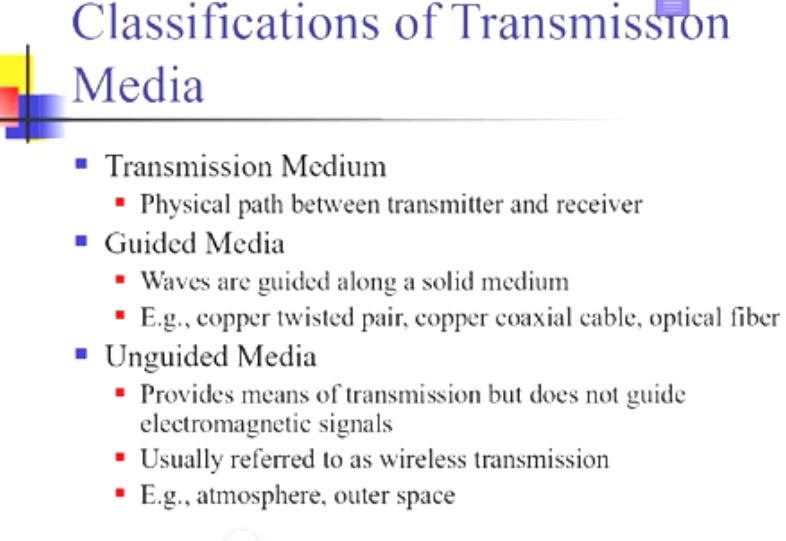 Classifications of Transmission
Media
Transmission Medium
Physical path between transmitter and receiver
Guided Media
Waves are guided along a solid medium
E.g., copper twisted pair, copper coaxial cable, optical fiber
Unguided Media
Provides means of transmission but does not guide
electromagnetic signals
Usually referred to as wireless transmission
E.g., atmosphere, outer space